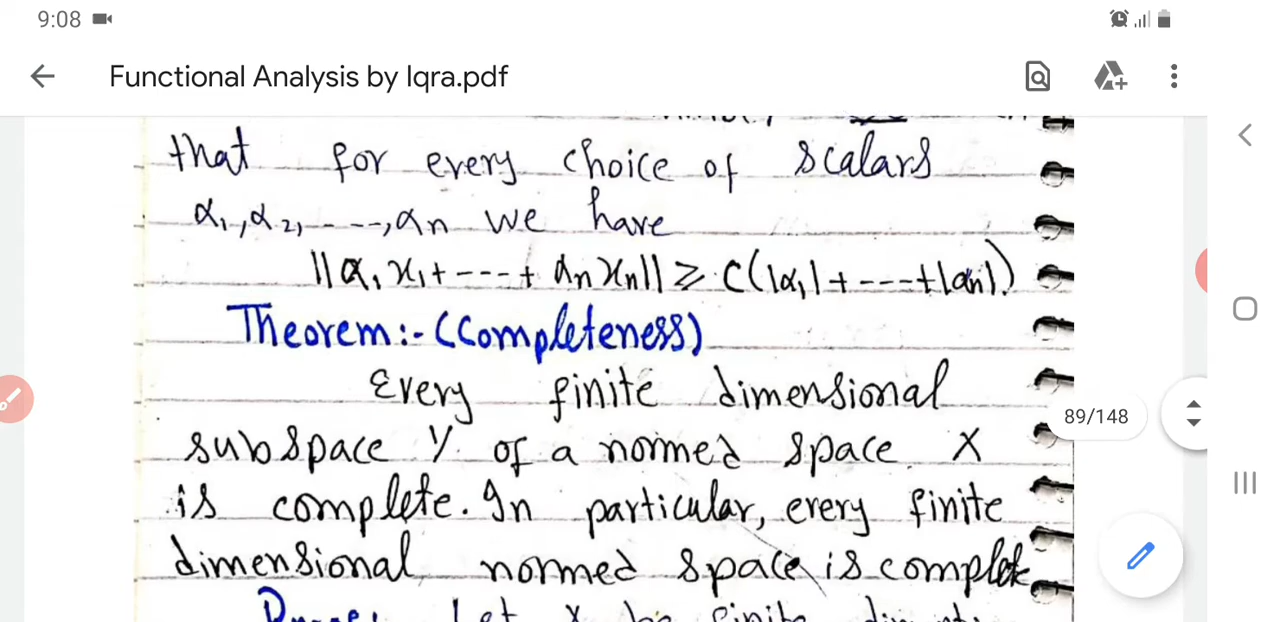 9:08
Functional Analysis by Iqra.pdf
that for every choice of scalars
α₁, α₂, -----, αn we have
||α₁x₁ + --- + αnxn|| ≥ C(|α₁| + --- + |αn|)
Theorem:- (Completeness)
Every finite dimensional
subspace Y of a normed space X
is complete. In particular, every finite
dimensional normed space is complete
89/148